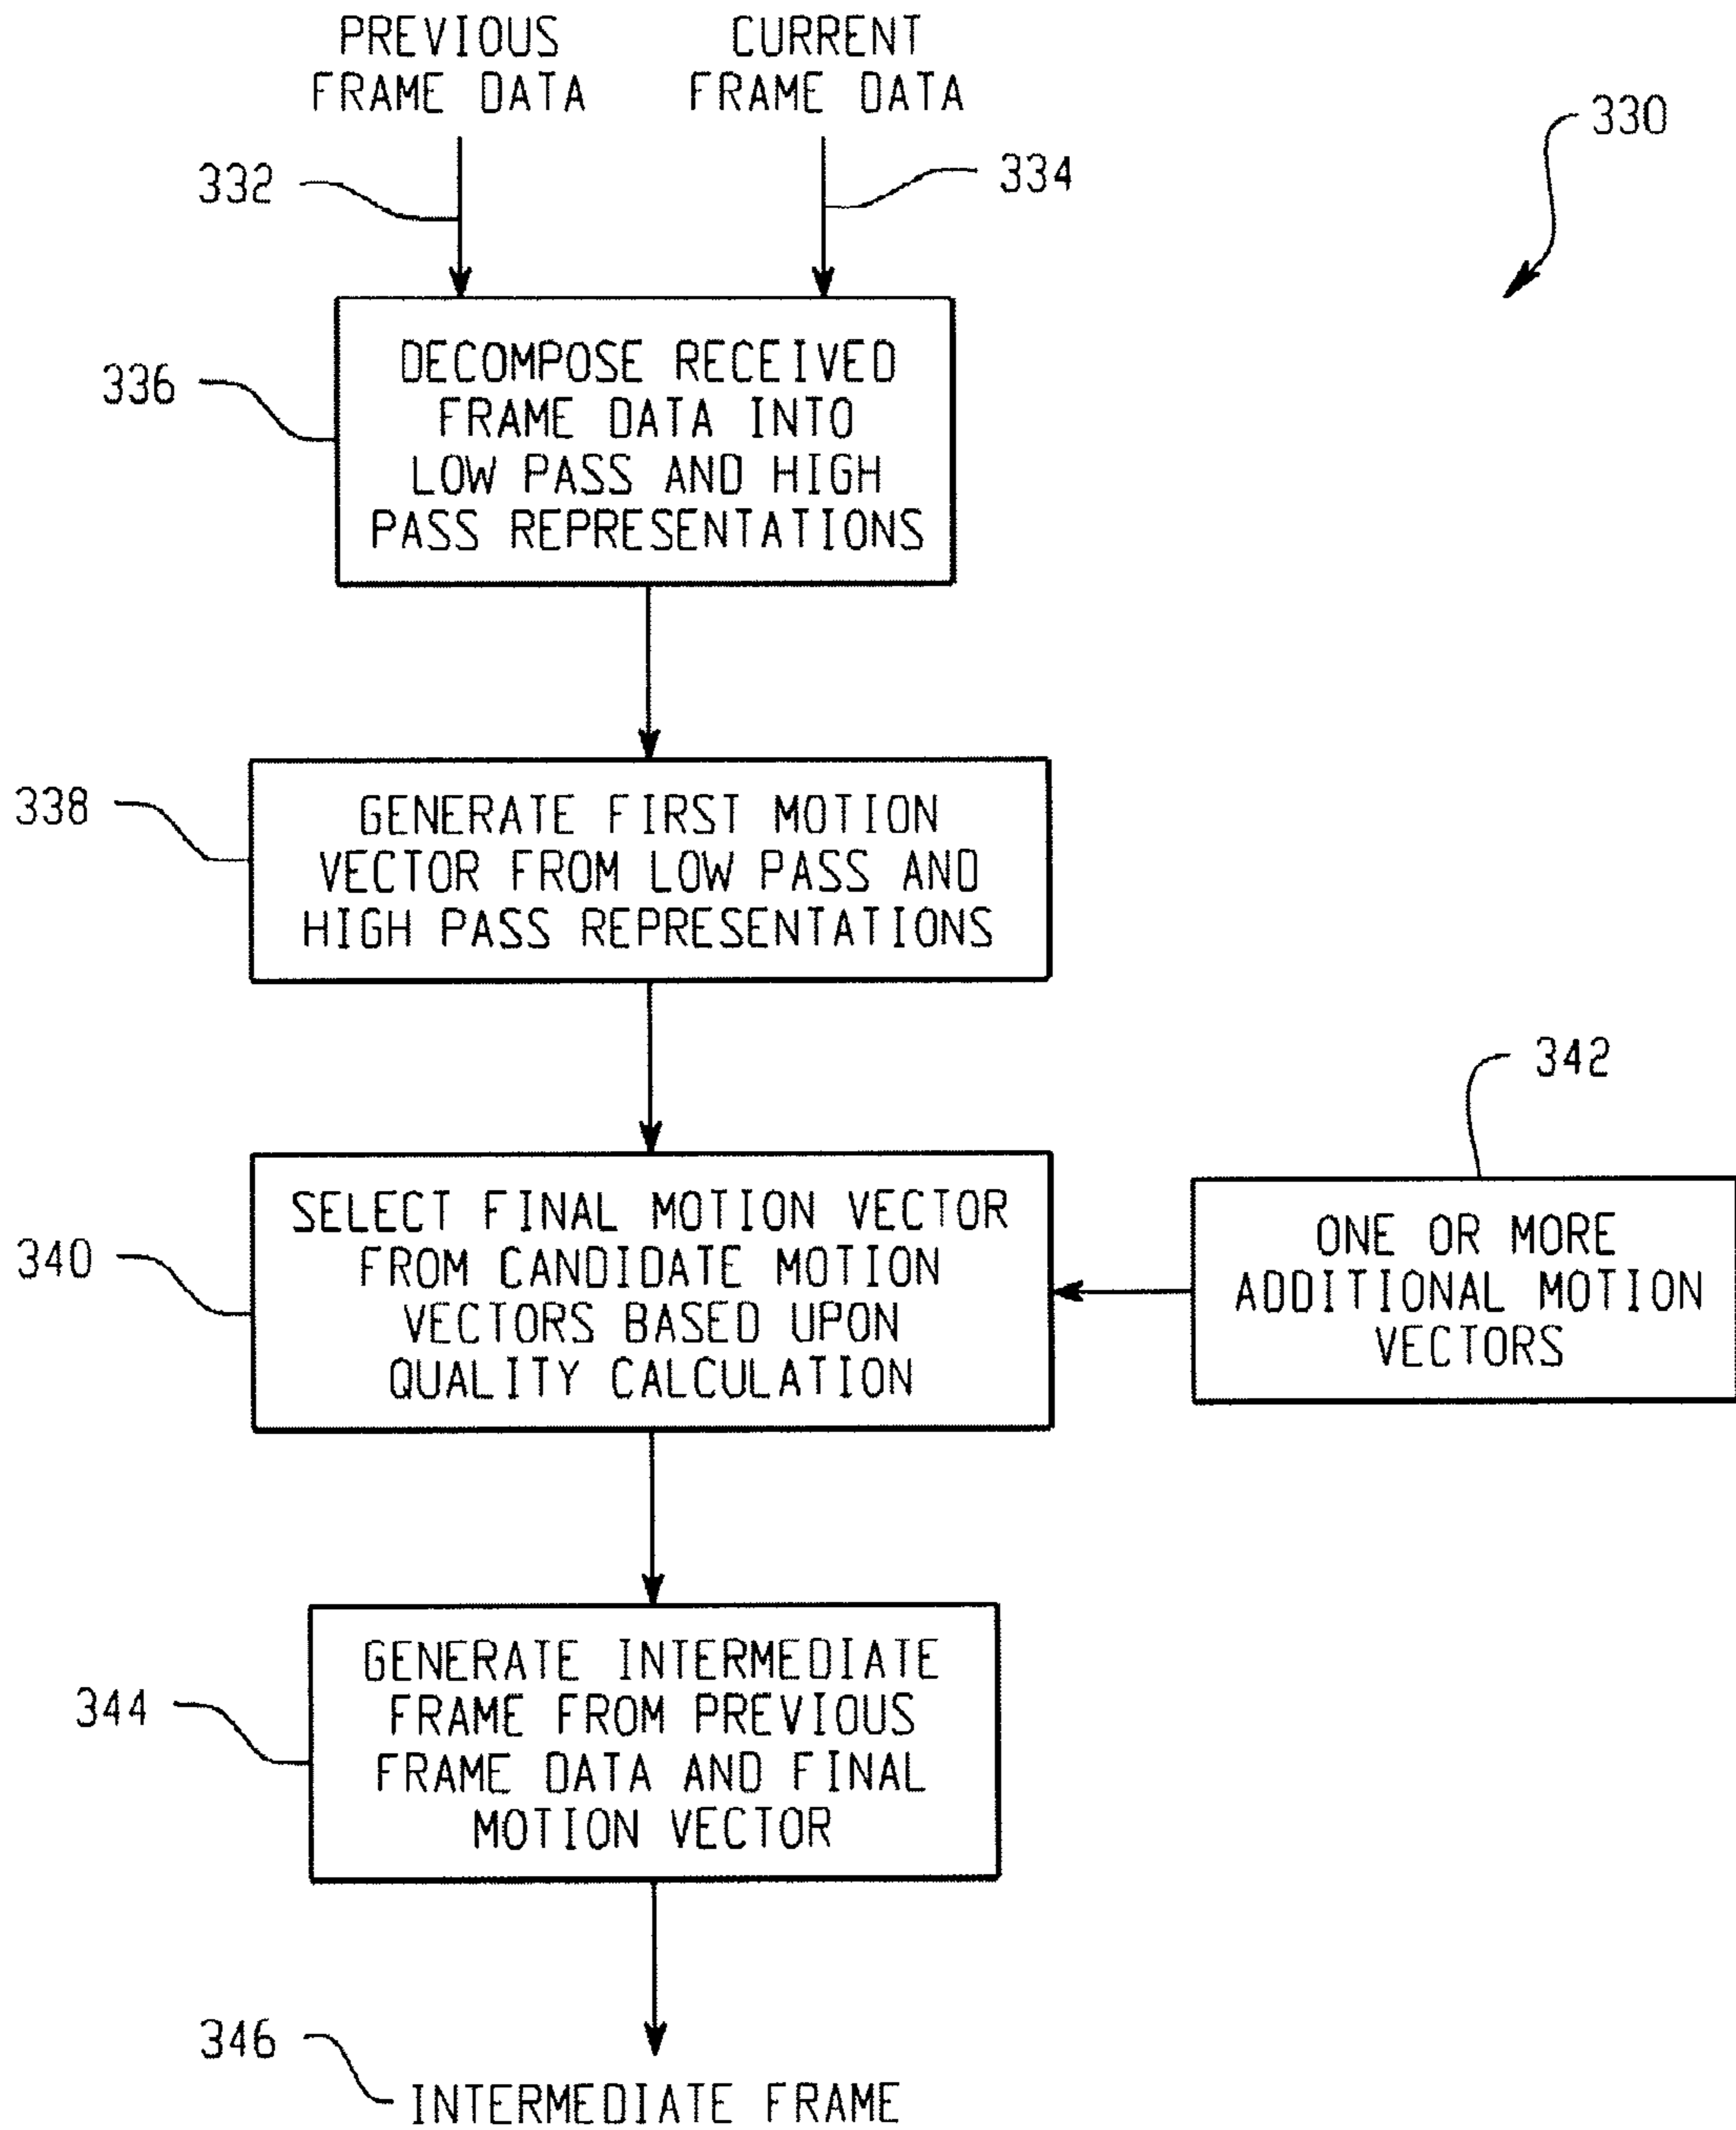 PREVIOUS
FRAME DATA
CURRENT
FRAME DATA
330
332
334
336
DECOMPOSE RECEIVED
FRAME DATA INTO
LOW PASS AND HIGH
PASS REPRESENTATIONS
338
GENERATE FIRST MOTION
VECTOR FROM LOW PASS AND
HIGH PASS REPRESENTATIONS
342
340
SELECT FINAL MOTION VECTOR
FROM CANDIDATE MOTION
VECTORS BASED UPON
QUALITY CALCULATION
ONE OR MORE
ADDITIONAL MOTION
VECTORS
344
GENERATE INTERMEDIATE
FRAME FROM PREVIOUS
FRAME DATA AND FINAL
MOTION VECTOR
346
INTERMEDIATE FRAME